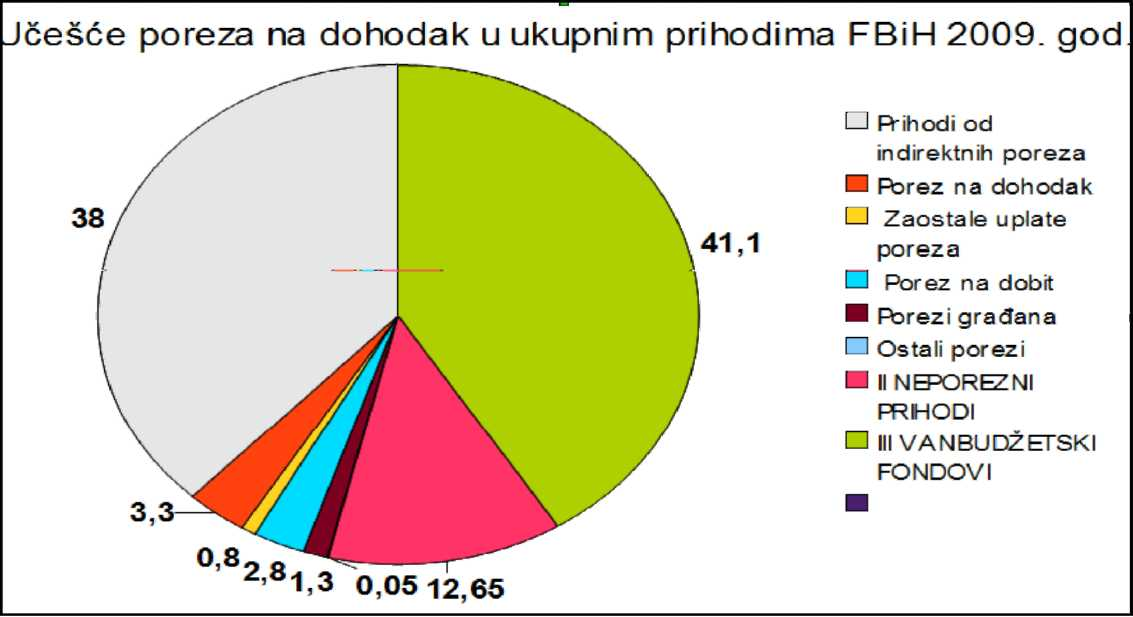 Učešće poreza na dohodak u ukupnim prihodima FBiH 2009. god.
38
41,1
3,3
0,8
2,8
1,3
0,05
12,65
Prihodi od
indirektnih poreza
Porez na dohodak
Zaostale uplate
poreza
Porez na dobit
Porezi građana
Ostali porezi
II NEPOREZNI
PRIHODI
III VANBUDŽETSKI
FONDOVI